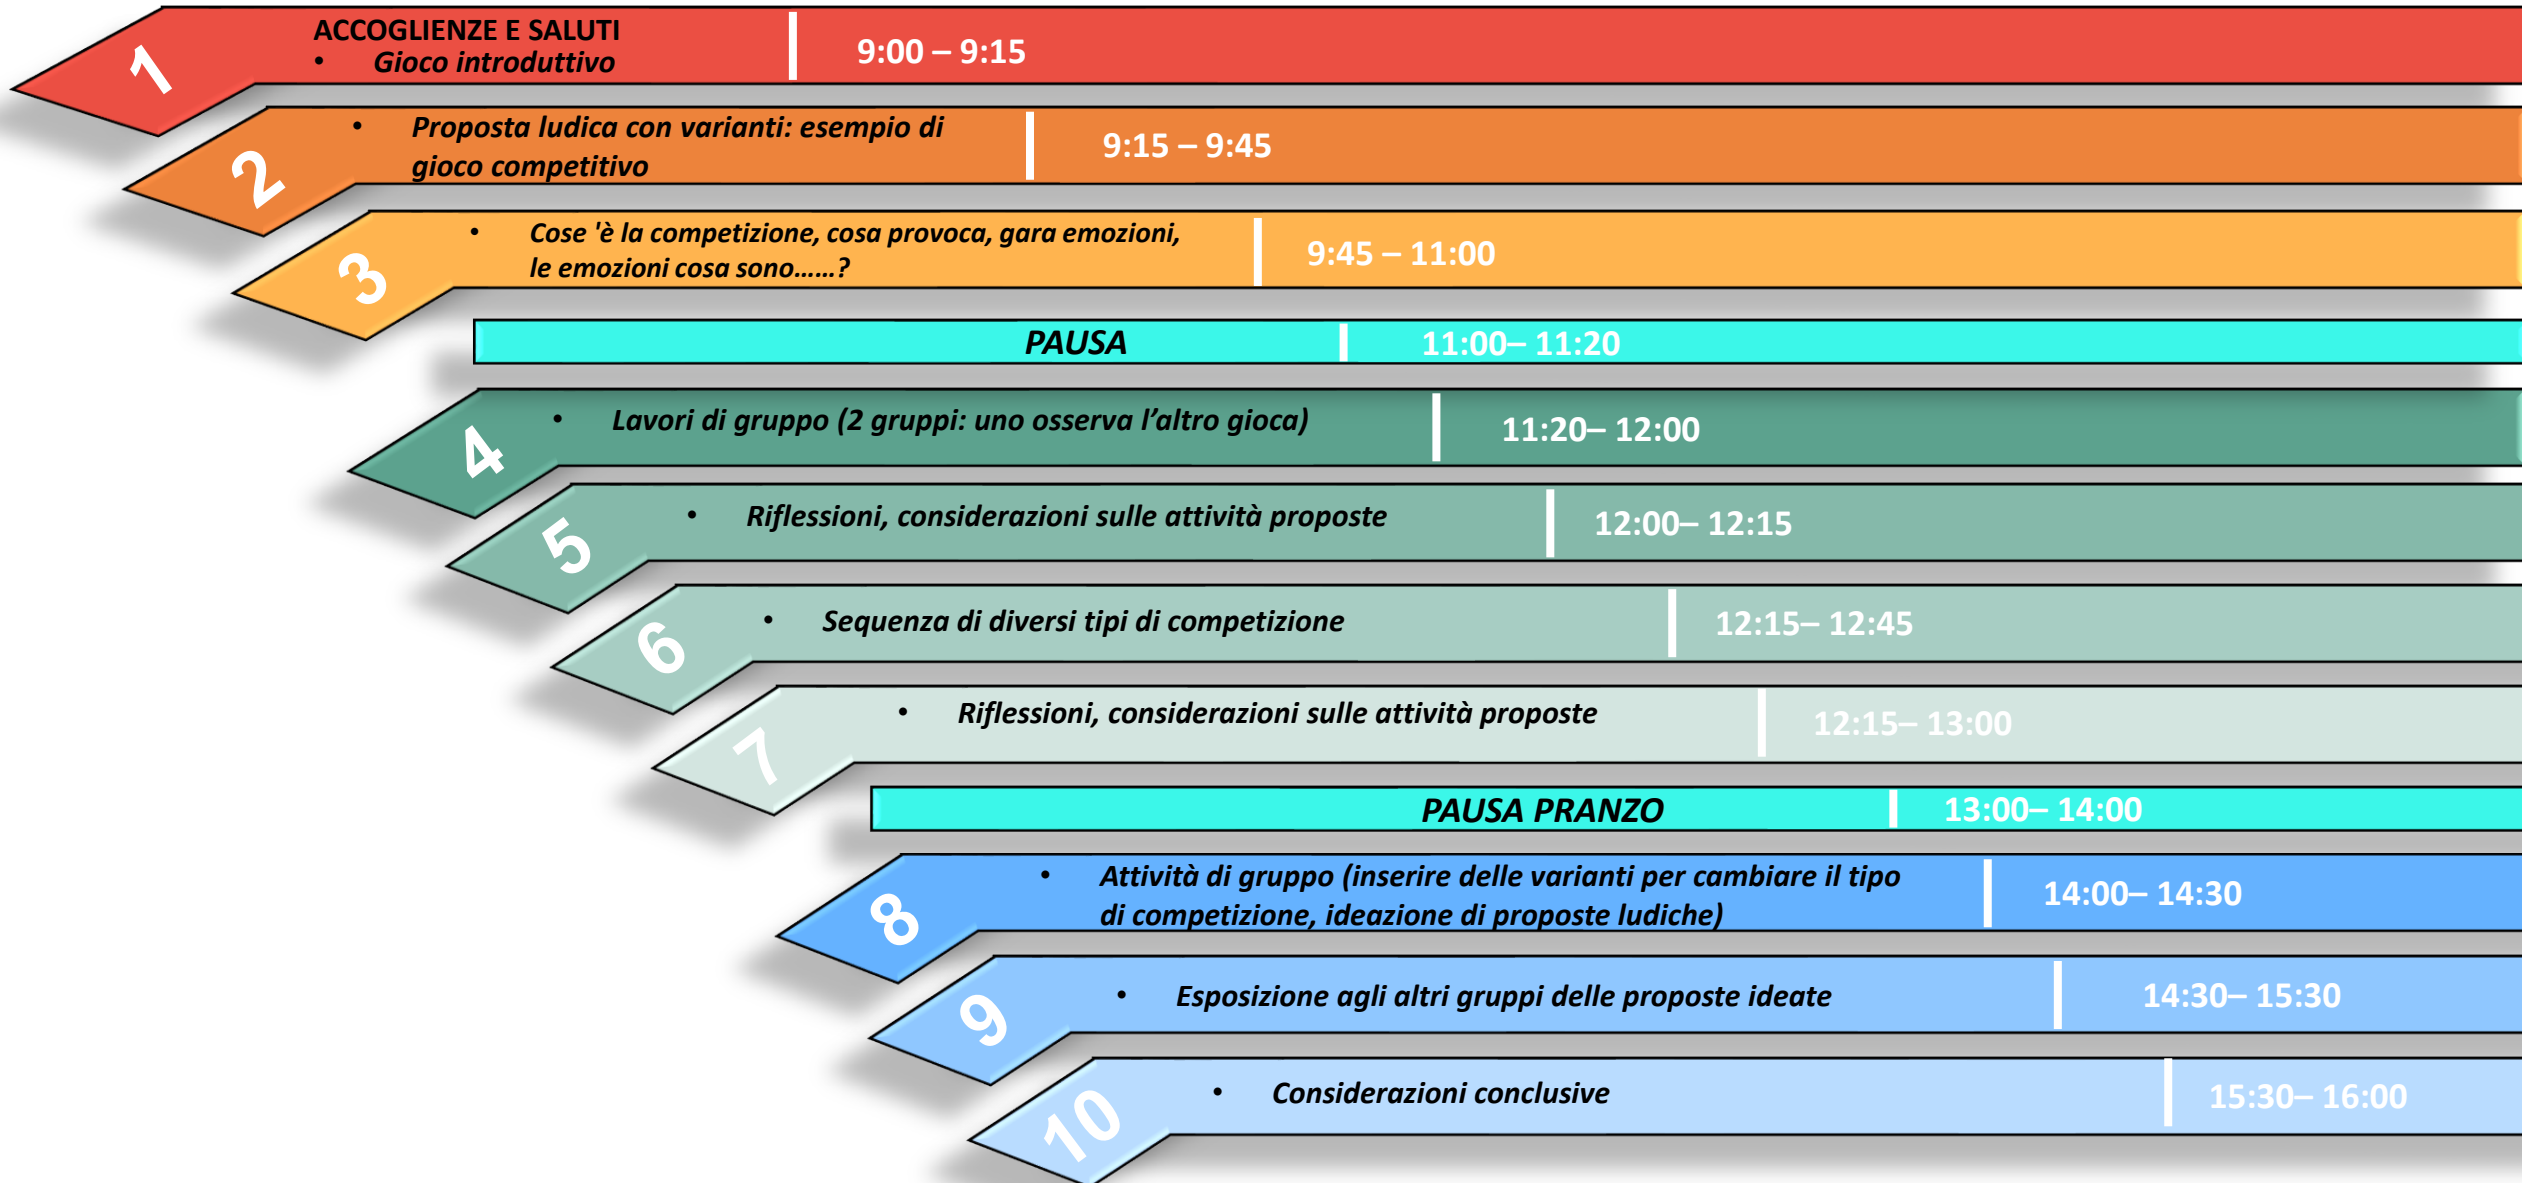 1
ACCOGLIENZE E SALUTI
• Gioco introduttivo
9:00 – 9:15
2
• Proposta ludica con varianti: esempio di
gioco competitivo
9:15 – 9:45
3
• Cose 'è la competizione, cosa provoca, gara emozioni,
le emozioni cosa sono……?
9:45 – 11:00
PAUSA
11:00– 11:20
4
• Lavori di gruppo (2 gruppi: uno osserva l’altro gioca)
11:20– 12:00
5
• Riflessioni, considerazioni sulle attività proposte
12:00– 12:15
6
• Sequenza di diversi tipi di competizione
12:15– 12:45
7
• Riflessioni, considerazioni sulle attività proposte
12:15– 13:00
PAUSA PRANZO
13:00– 14:00
8
• Attività di gruppo (inserire delle varianti per cambiare il tipo
di competizione, ideazione di proposte ludiche)
14:00– 14:30
9
• Esposizione agli altri gruppi delle proposte ideate
14:30– 15:30
10
• Considerazioni conclusive
15:30– 16:00